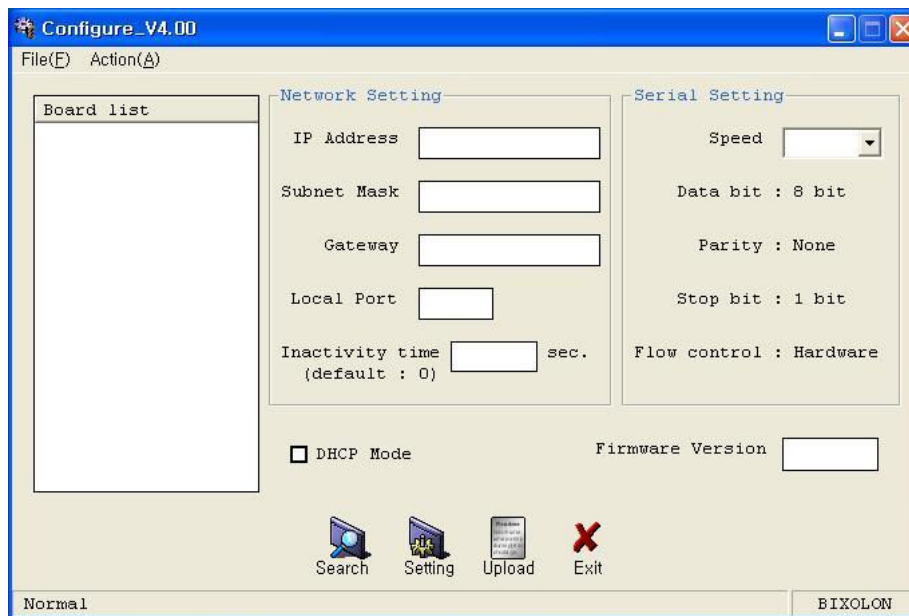 Configure_V4.00
File(F) Action(A)
Board list
Network Setting
IP Address
Subnet Mask
Gateway
Local Port
Inactivity time sec.
(default : 0)
Serial Setting
Speed
Data bit : 8 bit
Parity : None
Stop bit : 1 bit
Flow control : Hardware
DHCP Mode
Firmware Version
Search Setting Upload Exit
Normal BIXOLON